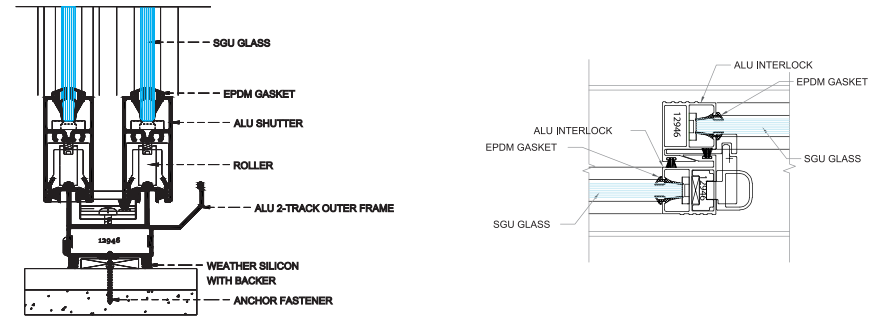 SGU GLASS
EPDM GASKET
ALU SHUTTER
ROLLER
ALU 2-TRACK OUTER FRAME
12946
WEATHER SILICON
WITH BACKER
ANCHOR FASTENER
ALU INTERLOCK
EPDM GASKET
12946
ALU INTERLOCK
EPDM GASKET
SGU GLASS
12946
SGU GLASS